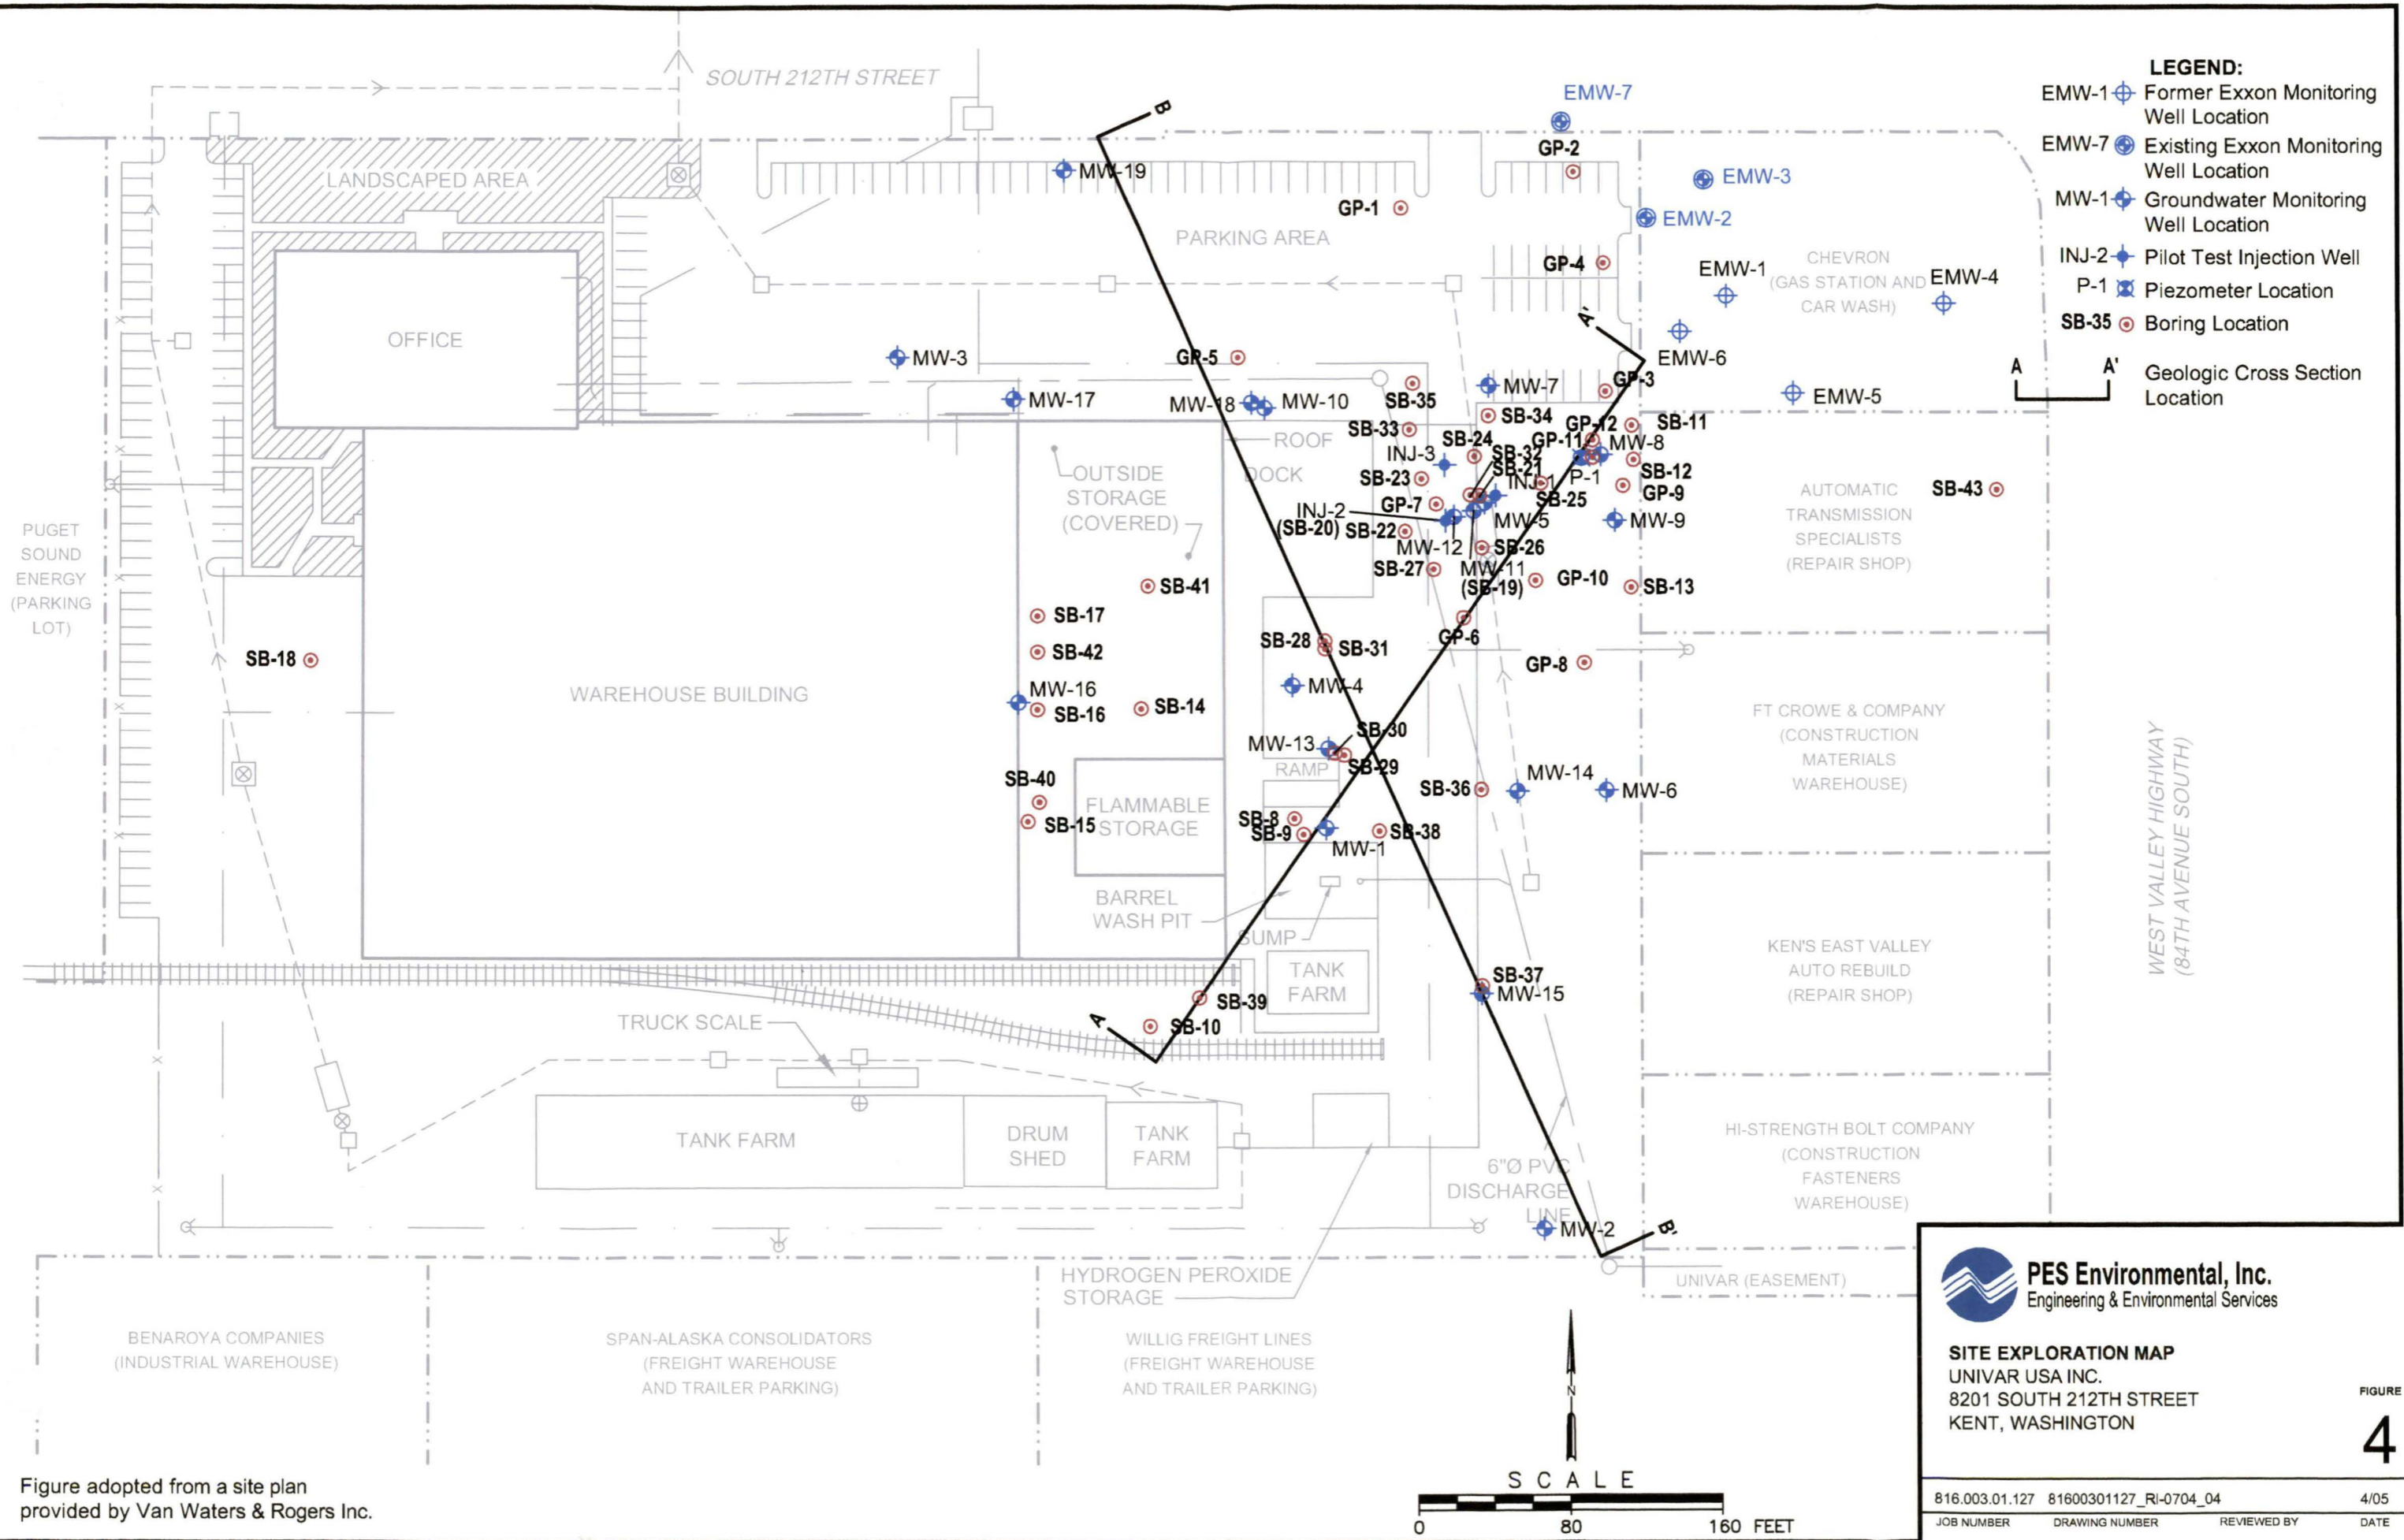 SOUTH 212TH STREET
B
EMW-7
LEGEND:
EMW-1 Former Exxon Monitoring
Well Location
EMW-7 Existing Exxon Monitoring
Well Location
MW-1 Groundwater Monitoring
Well Location
INJ-2 Pilot Test Injection Well
P-1 Piezometer Location
SB-35 Boring Location
A A' Geologic Cross Section
Location
GP-2
LANDSCAPED AREA
MW-19
EMW-3
GP-1
EMW-2
PARKING AREA
GP-4
EMW-1
CHEVRON
(GAS STATION AND
CAR WASH)
EMW-4
A'
OFFICE
MW-3
GP-5
EMW-6
GP-3
MW-7
EMW-5
MW-17
MW-18
MW-10
SB-35
SB-34
GP-12
SB-11
SB-33
ROOF
SB-24
GP-11
MW-8
INJ-3
SB-32
OUTSIDE
STORAGE
(COVERED)
DOCK
SB-23
SB-21
INJ-1
P-1
SB-12
GP-9
SB-25
AUTOMATIC
TRANSMISSION
SPECIALISTS
(REPAIR SHOP)
SB-43
GP-7
INJ-2
(SB-20)
SB-22
MW-5
MW-9
MW-12
SB-26
PUGET
SOUND
ENERGY
(PARKING
LOT)
SB-27
MW-11
(SB-19)
GP-10
SB-13
SB-41
SB-17
SB-28
GP-6
SB-42
SB-31
SB-18
GP-8
WAREHOUSE BUILDING
MW-16
SB-16
SB-14
MW-4
FT CROWE & COMPANY
(CONSTRUCTION
MATERIALS
WAREHOUSE)
SB-30
MW-13
RAMP
SB-29
WEST VALLEY HIGHWAY
(84TH AVENUE SOUTH)
SB-40
MW-14
SB-36
MW-6
FLAMMABLE
STORAGE
SB-15
SB-8
SB-9
SB-38
MW-1
BARREL
WASH PIT
SUMP
KEN'S EAST VALLEY
AUTO REBUILD
(REPAIR SHOP)
TANK
FARM
SB-37
MW-15
SB-39
A
SB-10
TRUCK SCALE
TANK FARM
DRUM
SHED
TANK
FARM
HI-STRENGTH BOLT COMPANY
(CONSTRUCTION
FASTENERS
WAREHOUSE)
6"Ø PVC
DISCHARGE
LINE
MW-2
B'
HYDROGEN PEROXIDE
STORAGE
UNIVAR (EASEMENT)
BENAROYA COMPANIES
(INDUSTRIAL WAREHOUSE)
SPAN-ALASKA CONSOLIDATORS
(FREIGHT WAREHOUSE
AND TRAILER PARKING)
WILLIG FREIGHT LINES
(FREIGHT WAREHOUSE
AND TRAILER PARKING)
N
SCALE
0 80 160 FEET
Figure adopted from a site plan
provided by Van Waters & Rogers Inc.
PES Environmental, Inc.
Engineering & Environmental Services
SITE EXPLORATION MAP
UNIVAR USA INC.
8201 SOUTH 212TH STREET
KENT, WASHINGTON
FIGURE
4
816.003.01.127 81600301127_RI-0704_04 4/05
JOB NUMBER DRAWING NUMBER REVIEWED BY DATE